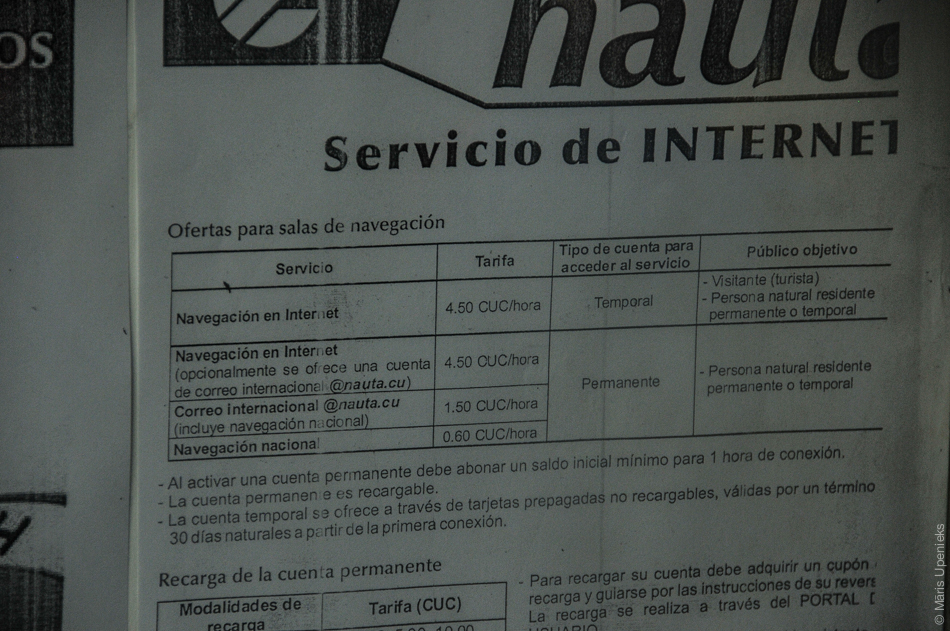 os
nauta
Servicio de INTERNET
Ofertas para salas de navegación
Servicio
Tarifa
Tipo de cuenta para
acceder al servicio
Público objetivo
Navegación en Internet
4.50 CUC/hora
Temporal
- Visitante (turista)
- Persona natural residente
permanente o temporal
Navegación en Internet
(opcionalmente se ofrece una cuenta
de correo internacional @nauta.cu)
4.50 CUC/hora
Permanente
- Persona natural residente
permanente o temporal
Correo internacional @nauta.cu
(incluye navegación nacional)
1.50 CUC/hora
Navegación nacional
0.60 CUC/hora
- Al activar una cuenta permanente debe abonar un saldo inicial mínimo para 1 hora de conexión.
- La cuenta permanente es recargable.
- La cuenta temporal se ofrece a través de tarjetas prepagadas no recargables, válidas por un término
30 días naturales a partir de la primera conexión.
Recarga de la cuenta permanente
Modalidades de
recarga
Tarifa (CUC)
- Para recargar su cuenta debe adquirir un cupón
recarga y guiarse por las instrucciones de su revers
La recarga se realiza a través del PORTAL D
© Māris Upenieks